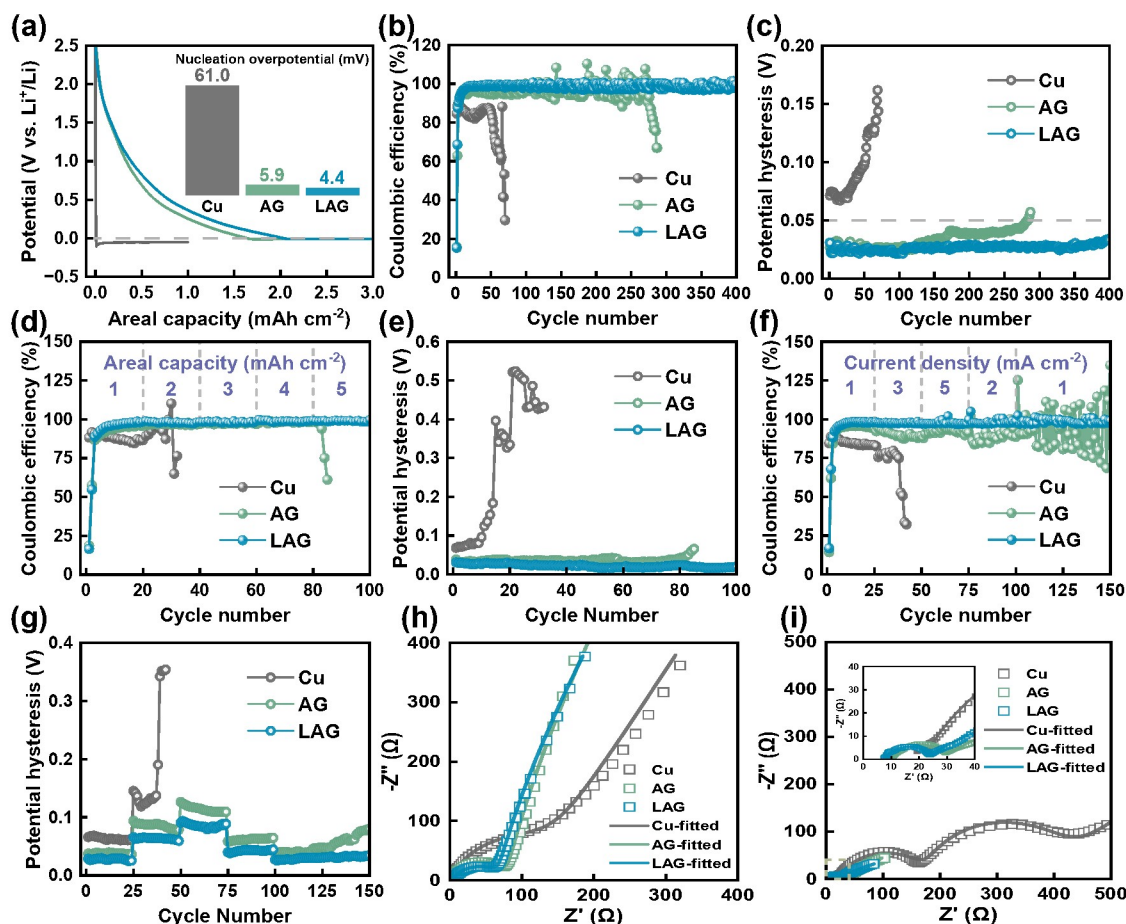 (a)
2.5
2.0
1.5
1.0
0.5
0.0
−0.5
Potential (V vs. Li⁺/Li)
Nucleation overpotential (mV)
61.0
5.9
4.4
Cu
AG
LAG
0.0 0.5 1.0 1.5 2.0 2.5 3.0
Areal capacity (mAh cm⁻²)
(b)
120
100
80
60
40
20
0
Coulombic efficiency (%)
Cu
AG
LAG
0 50 100 150 200 250 300 350 400
Cycle number
(c)
0.20
0.15
0.10
0.05
0.00
Potential hysteresis (V)
Cu
AG
LAG
0 50 100 150 200 250 300 350 400
Cycle number
(d)
150
125
100
75
50
25
0
Coulombic efficiency (%)
Areal capacity (mAh cm⁻²)
1 2 3 4 5
Cu
AG
LAG
0 20 40 60 80 100
Cycle number
(e)
0.6
0.5
0.4
0.3
0.2
0.1
0.0
Potential hysteresis (V)
Cu
AG
LAG
0 20 40 60 80 100
Cycle Number
(f)
150
125
100
75
50
25
0
Coulombic efficiency (%)
Current density (mA cm⁻²)
1 3 5 2 1
Cu
AG
LAG
0 25 50 75 100 125 150
Cycle number
(g)
0.4
0.3
0.2
0.1
0.0
Potential hysteresis (V)
Cu
AG
LAG
0 25 50 75 100 125 150
Cycle Number
(h)
400
300
200
100
0
-Z'' (Ω)
Cu
AG
LAG
Cu-fitted
AG-fitted
LAG-fitted
0 100 200 300 400
Z' (Ω)
(i)
500
400
300
200
100
0
-Z'' (Ω)
40
30
20
10
0
-Z'' (Ω)
0 10 20 30 40
Z' (Ω)
Cu
AG
LAG
Cu-fitted
AG-fitted
LAG-fitted
0 100 200 300 400 500
Z' (Ω)